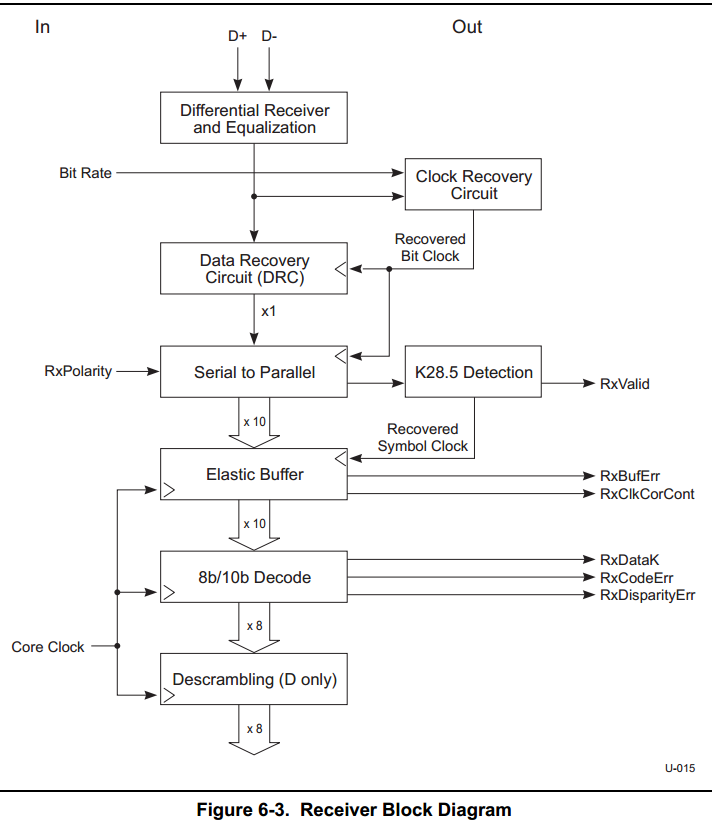 In
Out
D+ D-
Differential Receiver
and Equalization
Bit Rate
Clock Recovery
Circuit
Recovered
Bit Clock
Data Recovery
Circuit (DRC)
x1
RxPolarity
Serial to Parallel
K28.5 Detection
RxValid
x 10
Recovered
Symbol Clock
Elastic Buffer
RxBufErr
RxClkCorCont
x 10
8b/10b Decode
RxDataK
RxCodeErr
RxDisparityErr
x 8
Core Clock
Descrambling (D only)
x 8
U-015
Figure 6-3. Receiver Block Diagram